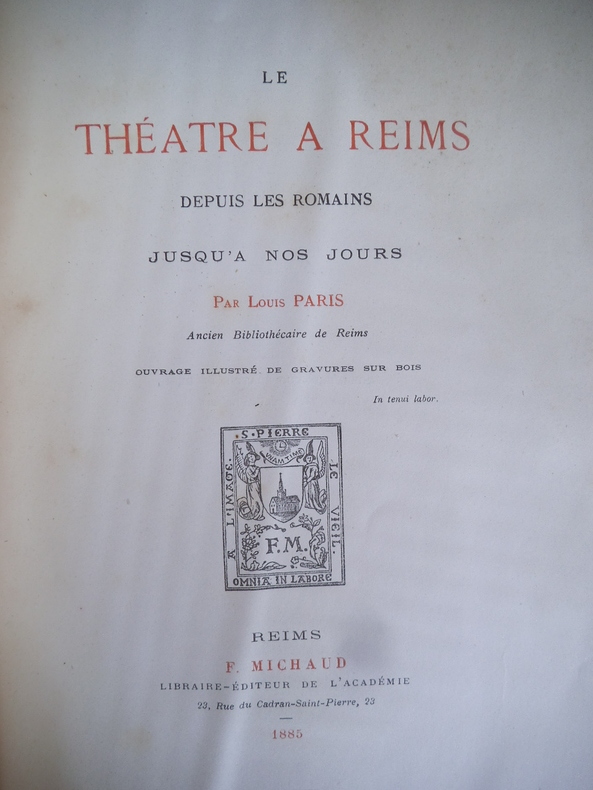 LE
THÉATRE A REIMS
DEPUIS LES ROMAINS
JUSQU'A NOS JOURS
PAR LOUIS PARIS
Ancien Bibliothécaire de Reims
OUVRAGE ILLUSTRÉ DE GRAVURES SUR BOIS
In tenui labor.
A L'IMAGE.
S·PIERRE
LE VIEIL.
F.M.
OMNIA IN LABORE
REIMS
F. MICHAUD
LIBRAIRE-ÉDITEUR DE L'ACADÉMIE
23, Rue du Cadran-Saint-Pierre, 23
1885